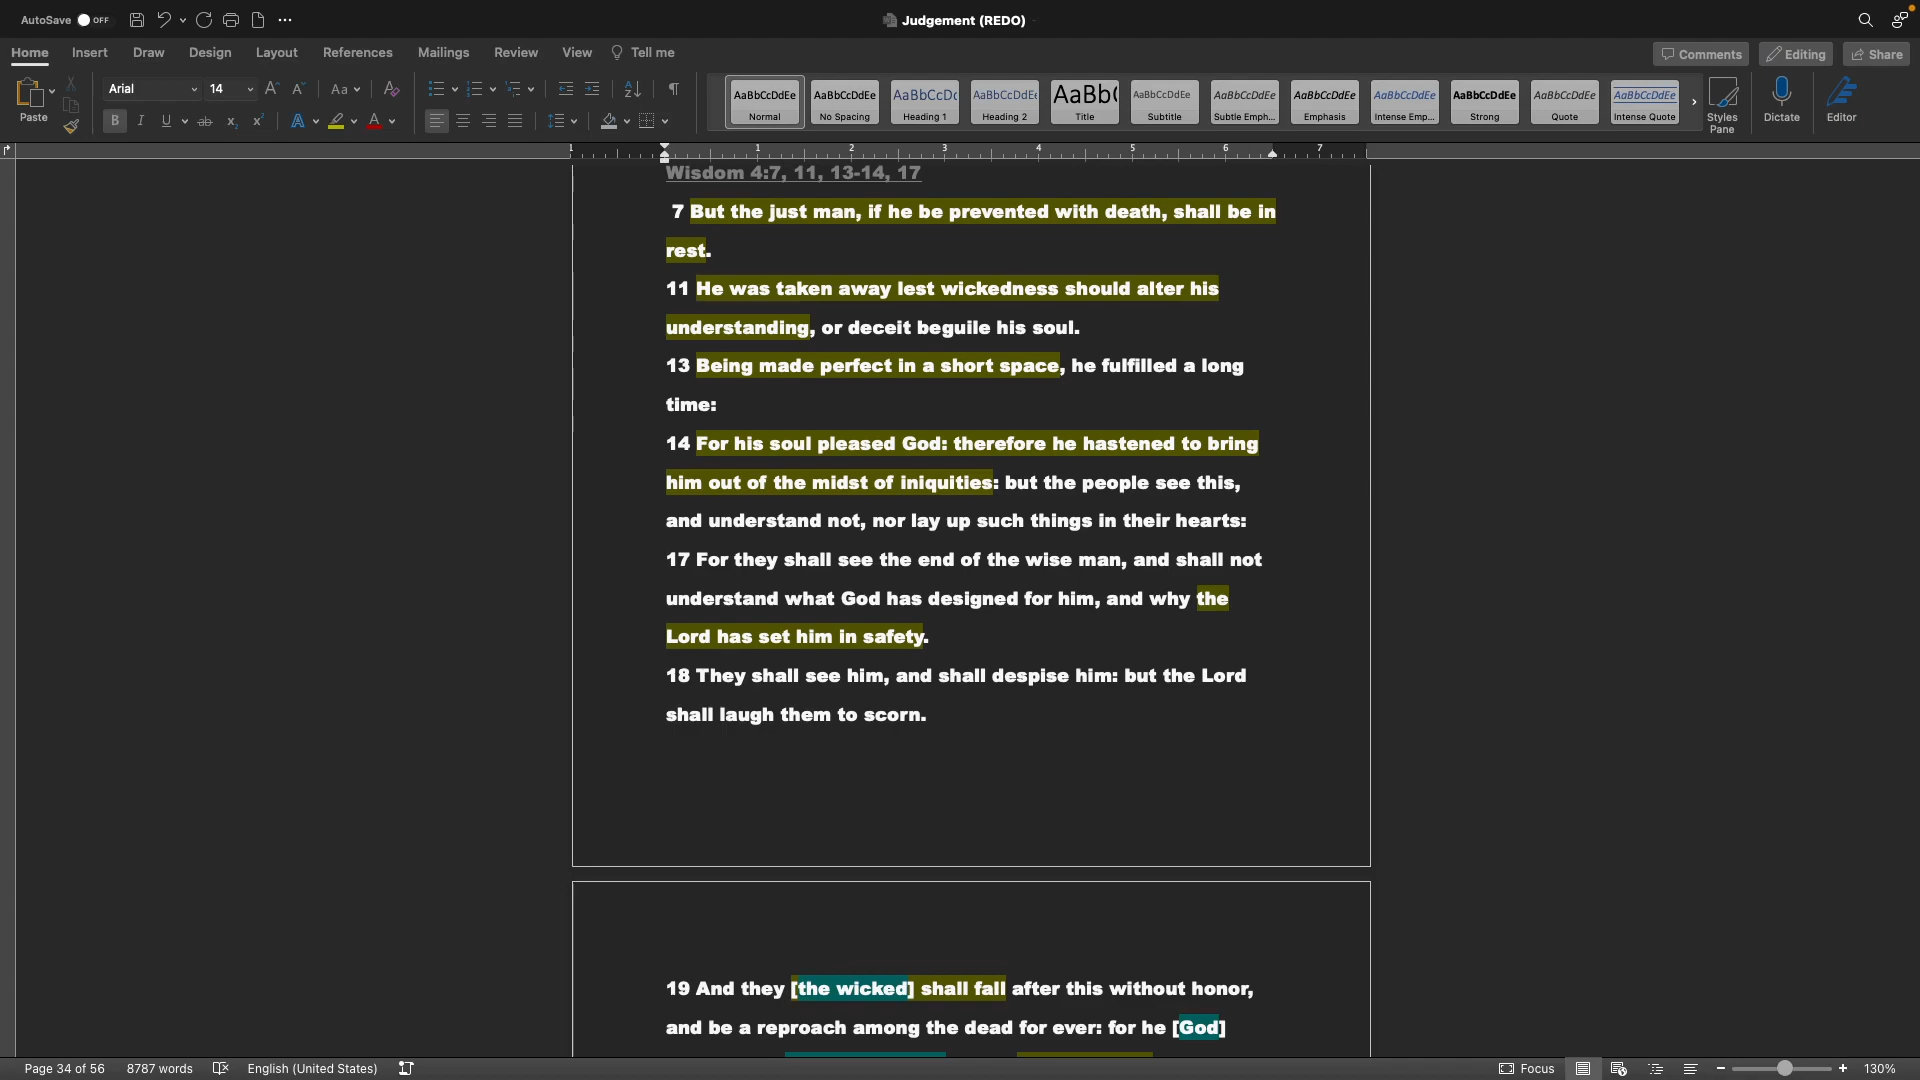 AutoSave OFF
Judgement (REDO)
Home Insert Draw Design Layout References Mailings Review View Tell me
Comments Editing Share
Paste
Arial 14
AaBbCcDdEe AaBbCcDdEe AaBbCcDc AaBbCcDdE AaBb( AaBbCcDdEe AaBbCcDdEe AaBbCcDdEe AaBbCcDdEe AaBbCcDdEe AaBbCcDdEe AaBbCcDdEe
Normal No Spacing Heading 1 Heading 2 Title Subtitle Subtle Emph... Emphasis Intense Emp... Strong Quote Intense Quote
Styles Pane
Dictate
Editor
1 1 2 3 4 5 6 7
Wisdom 4:7, 11, 13-14, 17
7 But the just man, if he be prevented with death, shall be in
rest.
11 He was taken away lest wickedness should alter his
understanding, or deceit beguile his soul.
13 Being made perfect in a short space, he fulfilled a long
time:
14 For his soul pleased God: therefore he hastened to bring
him out of the midst of iniquities: but the people see this,
and understand not, nor lay up such things in their hearts:
17 For they shall see the end of the wise man, and shall not
understand what God has designed for him, and why the
Lord has set him in safety.
18 They shall see him, and shall despise him: but the Lord
shall laugh them to scorn.
19 And they [the wicked] shall fall after this without honor,
and be a reproach among the dead for ever: for he [God]
Page 34 of 56 8787 words English (United States) Focus 130%